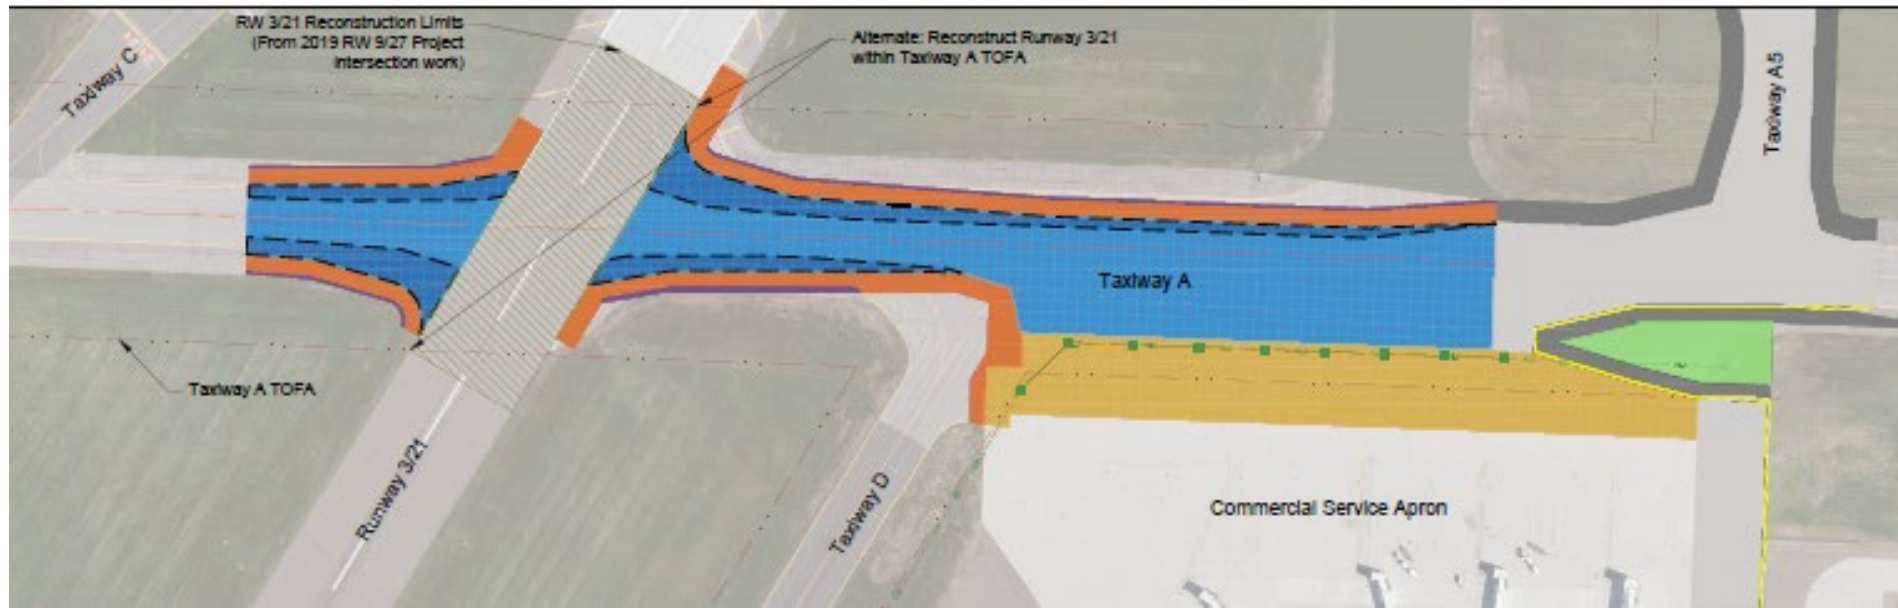 RW 3/21 Reconstruction Limits
(From 2019 RW 9/27 Project
intersection work)
Alternate: Reconstruct Runway 3/21
within Taxiway A TOFA
Taxiway C
Taxiway A5
Taxiway A
Taxiway A TOFA
Runway 3/21
Taxiway D
Commercial Service Apron